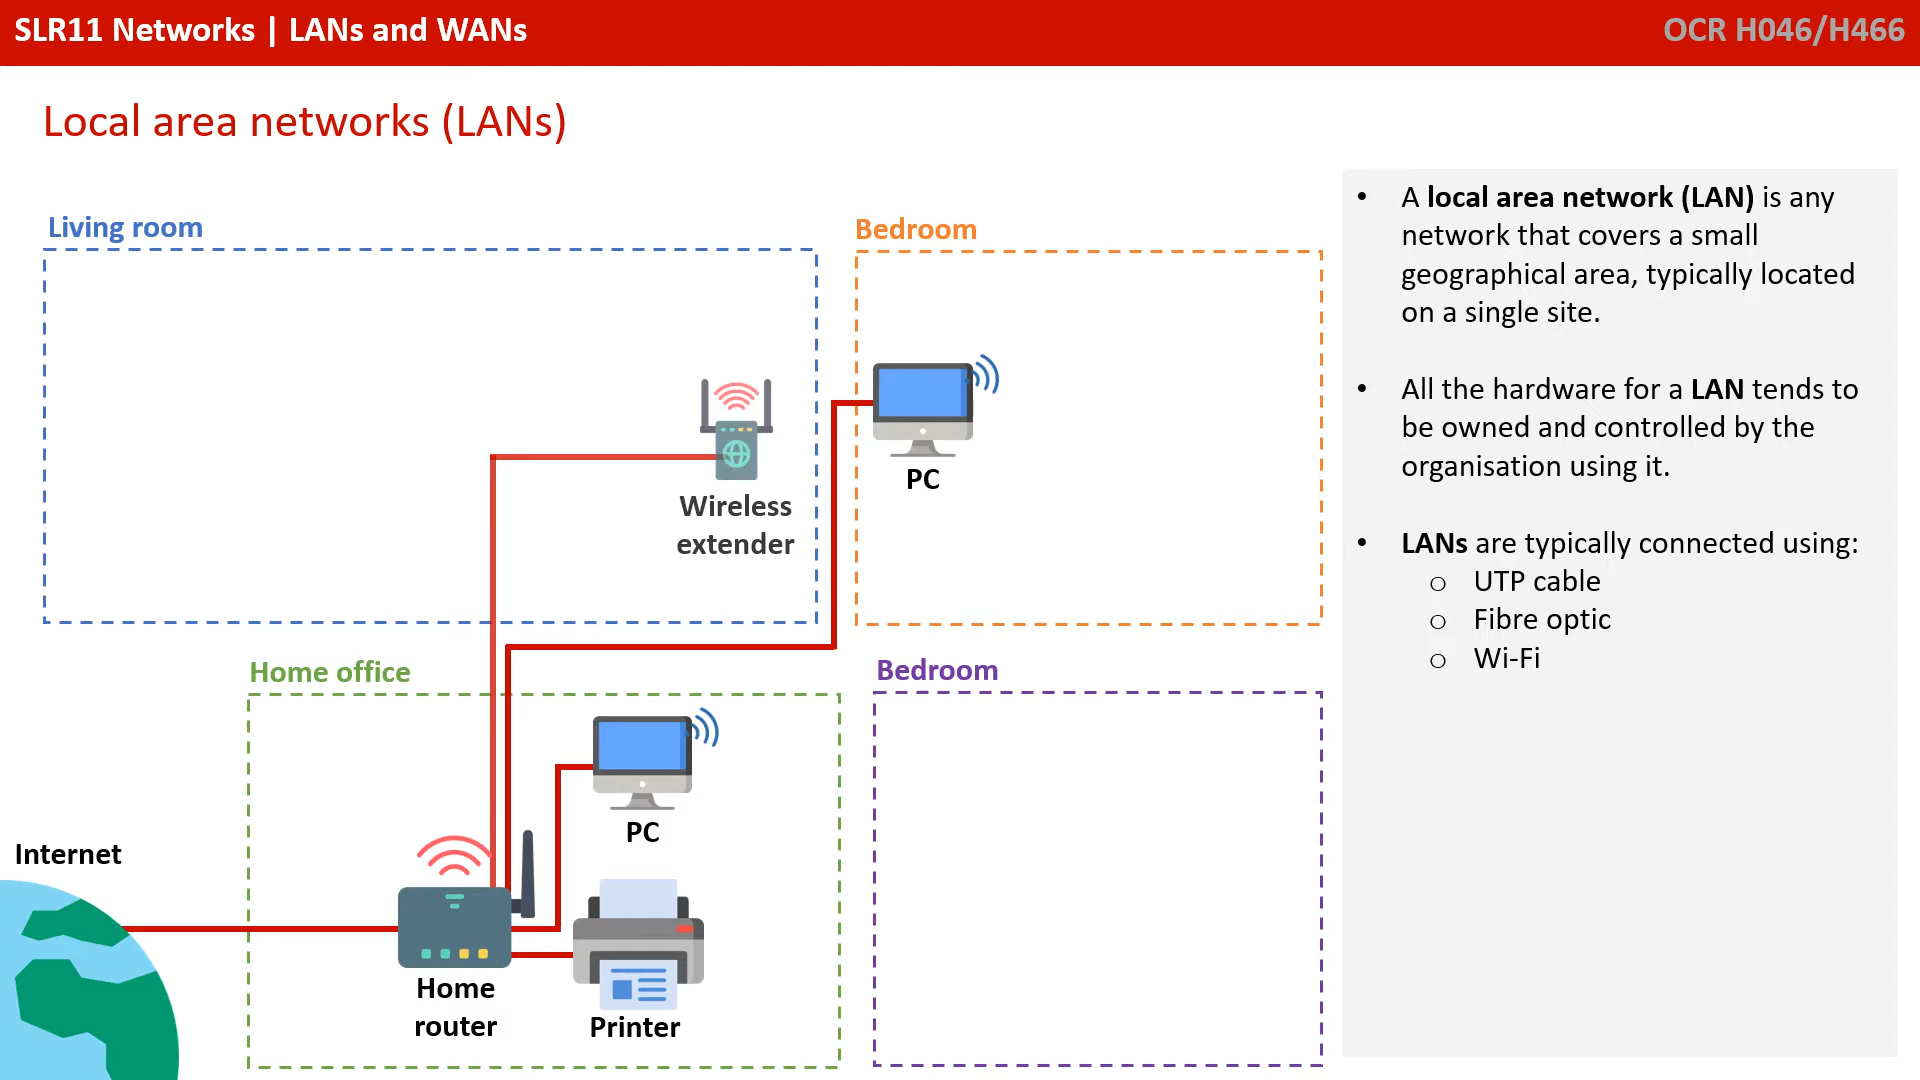 SLR11 Networks | LANs and WANs
OCR H046/H466
Local area networks (LANs)
Living room
Bedroom
Wireless
extender
PC
Home office
Bedroom
PC
Internet
Home
router
Printer
• A local area network (LAN) is any
network that covers a small
geographical area, typically located
on a single site.
• All the hardware for a LAN tends to
be owned and controlled by the
organisation using it.
• LANs are typically connected using:
o UTP cable
o Fibre optic
o Wi-Fi